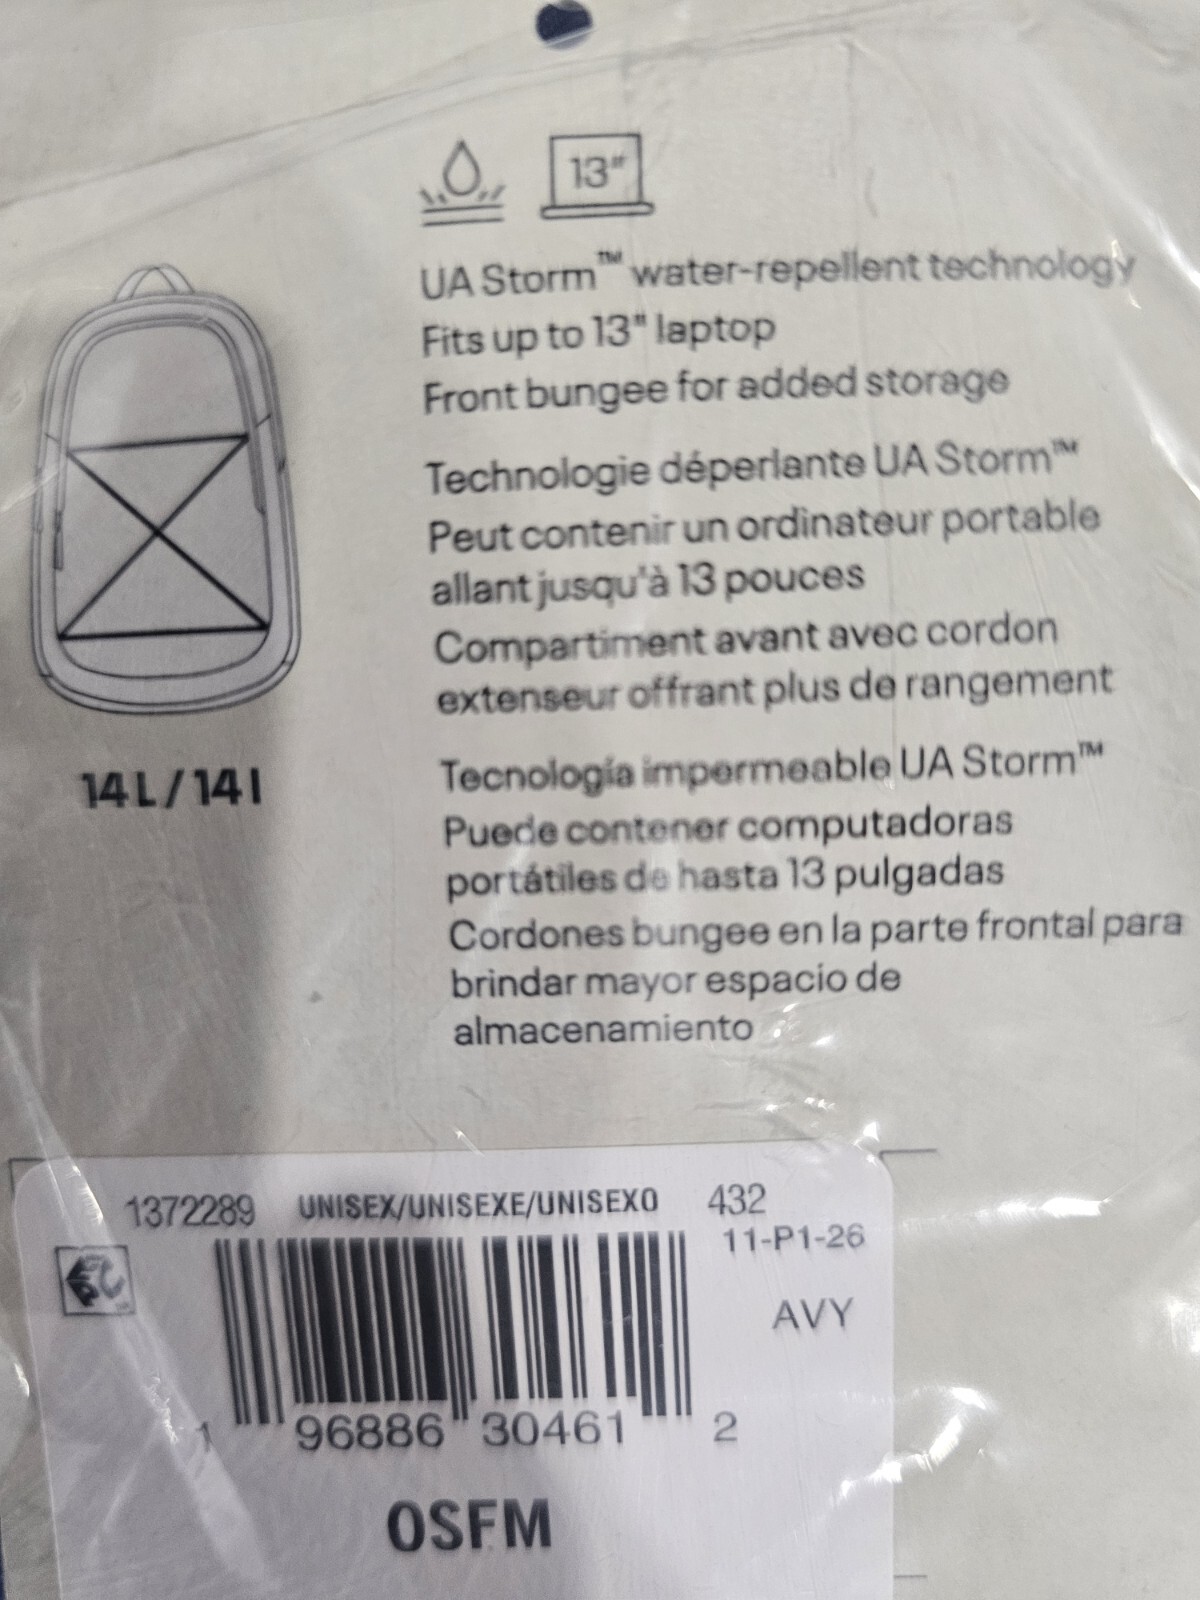 13"
UA Storm™ water-repellent technology
Fits up to 13" laptop
Front bungee for added storage
Technologie déperlante UA Storm™
Peut contenir un ordinateur portable
allant jusqu'à 13 pouces
Compartiment avant avec cordon
extenseur offrant plus de rangement
14 L / 14 l
Tecnología impermeable UA Storm™
Puede contener computadoras
portátiles de hasta 13 pulgadas
Cordones bungee en la parte frontal para
brindar mayor espacio de
almacenamiento
1372289 UNISEX/UNISEXE/UNISEXO 432
11-P1-26
AVY
1 96886 30461 2
OSFM